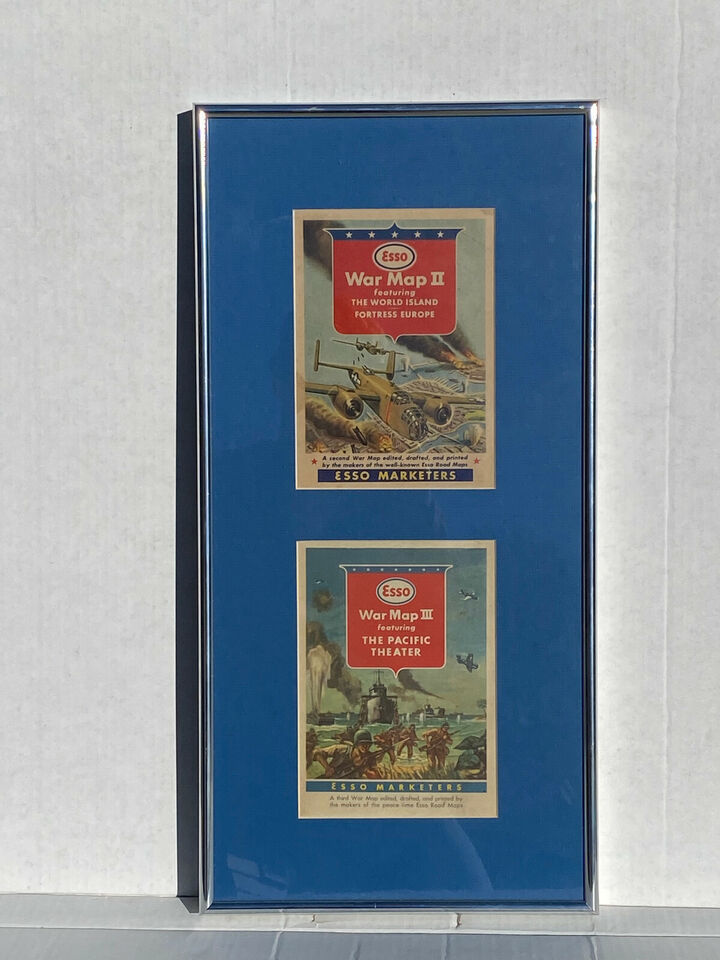 Esso
War Map II
featuring
THE WORLD ISLAND
FORTRESS EUROPE
A second War Map edited, drafted, and printed
by the makers of the well-known Esso Road Maps
ESSO MARKETERS
Esso
War Map III
featuring
THE PACIFIC
THEATER
ESSO MARKETERS
A third War Map edited, drafted, and printed by
the makers of the peace-time Esso Road Maps